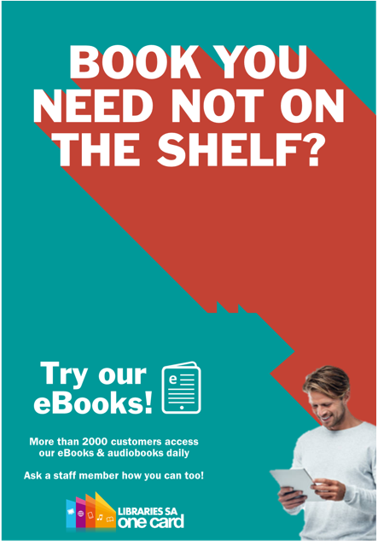 BOOK YOU
NEED NOT ON
THE SHELF?
Try our
eBooks!
e
More than 2000 customers access
our eBooks & audiobooks daily
Ask a staff member how you can too!
LIBRARIES SA
one card